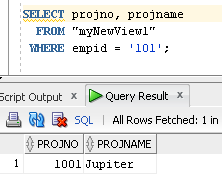 SELECT projno, projname
FROM "myNewView1"
WHERE empid = '101';
Script Output × Query Result ×
SQL | All Rows Fetched: 1 in
PROJNO PROJNAME
1 1001 Jupiter